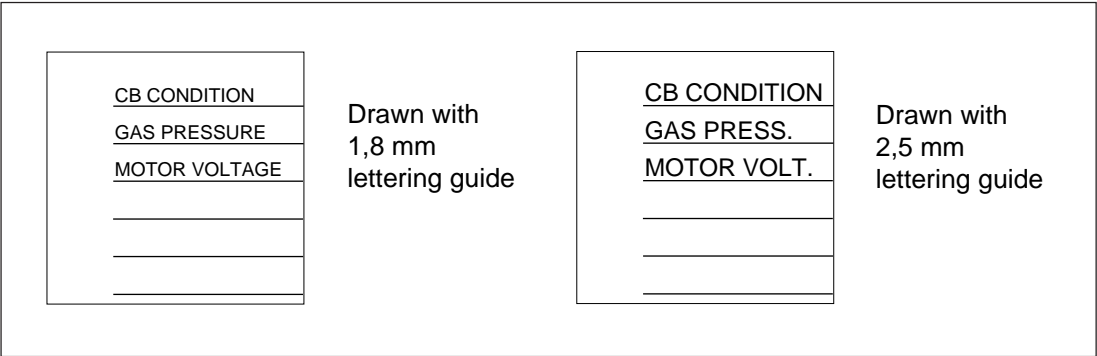 CB CONDITION
GAS PRESSURE
MOTOR VOLTAGE
Drawn with
1,8 mm
lettering guide
CB CONDITION
GAS PRESS.
MOTOR VOLT.
Drawn with
2,5 mm
lettering guide